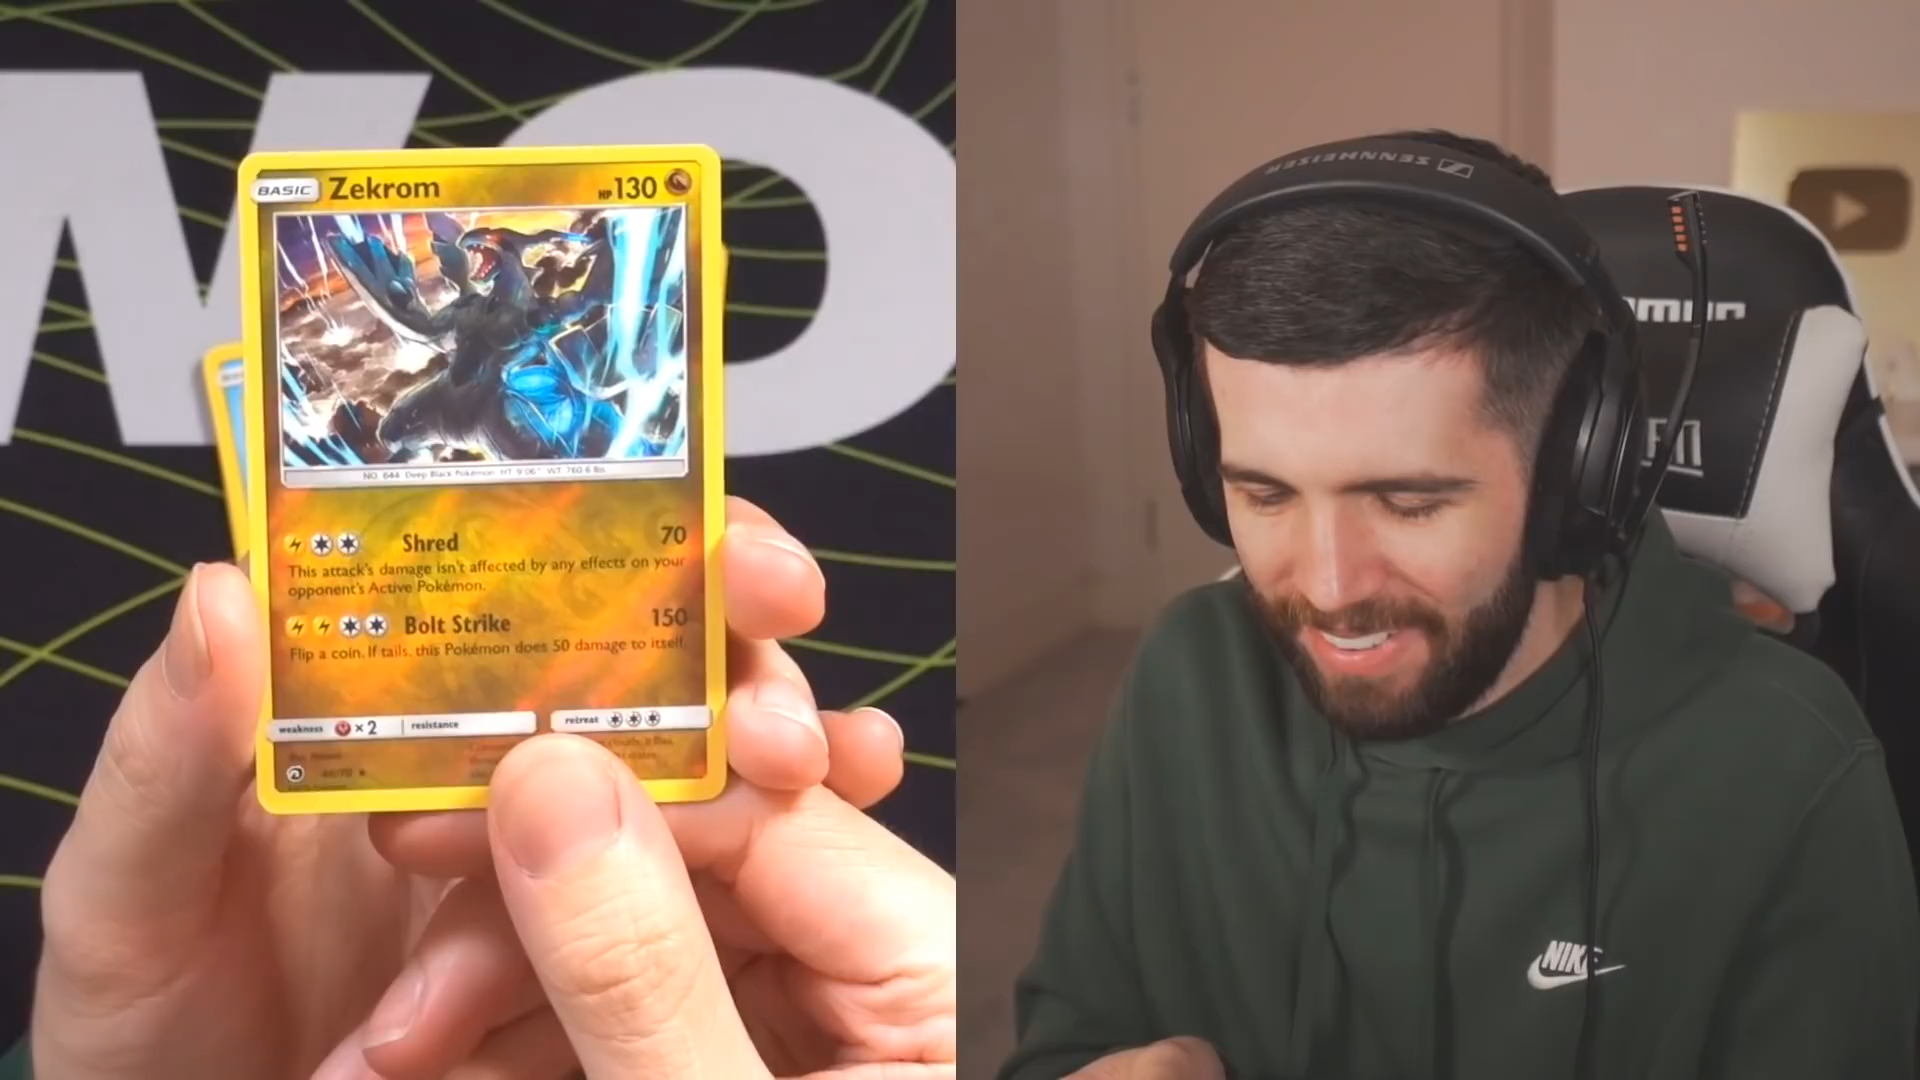 BASIC Zekrom HP 130
NO. 644 Deep Black Pokémon HT 9'06" WT 760.6 lbs.
Shred 70
This attack's damage isn't affected by any effects on your
opponent's Active Pokémon.
Bolt Strike 150
Flip a coin. If tails, this Pokémon does 50 damage to itself.
weakness ×2 resistance retreat
SENNHEISER
NIKE